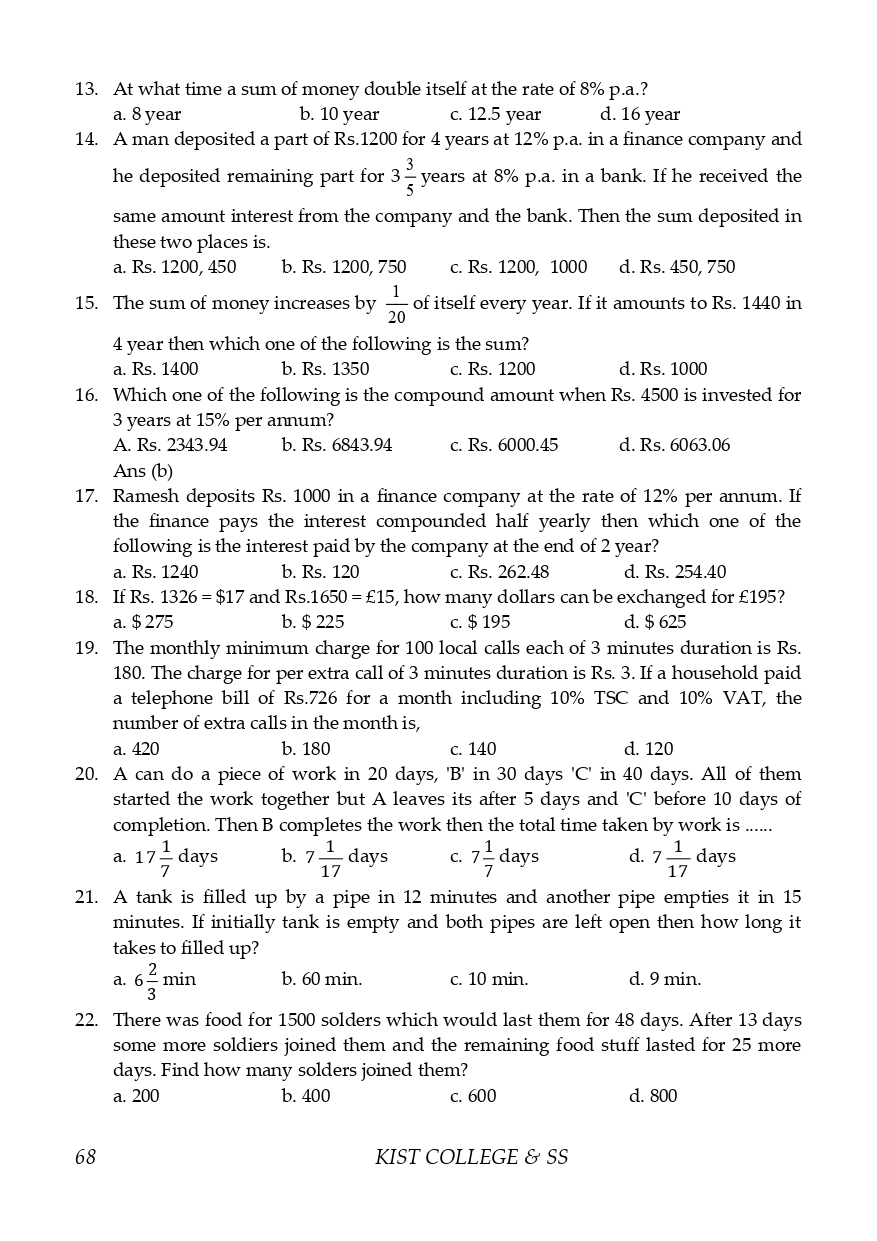 13. At what time a sum of money double itself at the rate of 8% p.a.?
a. 8 year b. 10 year c. 12.5 year d. 16 year
14. A man deposited a part of Rs.1200 for 4 years at 12% p.a. in a finance company and
he deposited remaining part for 3 3/5 years at 8% p.a. in a bank. If he received the
same amount interest from the company and the bank. Then the sum deposited in
these two places is.
a. Rs. 1200, 450 b. Rs. 1200, 750 c. Rs. 1200, 1000 d. Rs. 450, 750
15. The sum of money increases by 1/20 of itself every year. If it amounts to Rs. 1440 in
4 year then which one of the following is the sum?
a. Rs. 1400 b. Rs. 1350 c. Rs. 1200 d. Rs. 1000
16. Which one of the following is the compound amount when Rs. 4500 is invested for
3 years at 15% per annum?
A. Rs. 2343.94 b. Rs. 6843.94 c. Rs. 6000.45 d. Rs. 6063.06
Ans (b)
17. Ramesh deposits Rs. 1000 in a finance company at the rate of 12% per annum. If
the finance pays the interest compounded half yearly then which one of the
following is the interest paid by the company at the end of 2 year?
a. Rs. 1240 b. Rs. 120 c. Rs. 262.48 d. Rs. 254.40
18. If Rs. 1326 = $17 and Rs.1650 = £15, how many dollars can be exchanged for £195?
a. $ 275 b. $ 225 c. $ 195 d. $ 625
19. The monthly minimum charge for 100 local calls each of 3 minutes duration is Rs.
180. The charge for per extra call of 3 minutes duration is Rs. 3. If a household paid
a telephone bill of Rs.726 for a month including 10% TSC and 10% VAT, the
number of extra calls in the month is,
a. 420 b. 180 c. 140 d. 120
20. A can do a piece of work in 20 days, 'B' in 30 days 'C' in 40 days. All of them
started the work together but A leaves its after 5 days and 'C' before 10 days of
completion. Then B completes the work then the total time taken by work is ......
a. 17 1/7 days b. 7 1/17 days c. 7 1/7 days d. 7 1/17 days
21. A tank is filled up by a pipe in 12 minutes and another pipe empties it in 15
minutes. If initially tank is empty and both pipes are left open then how long it
takes to filled up?
a. 6 2/3 min b. 60 min. c. 10 min. d. 9 min.
22. There was food for 1500 solders which would last them for 48 days. After 13 days
some more soldiers joined them and the remaining food stuff lasted for 25 more
days. Find how many solders joined them?
a. 200 b. 400 c. 600 d. 800
68 KIST COLLEGE & SS